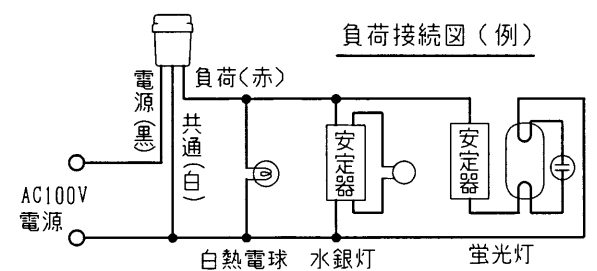 負荷接続図(例)
電源(黒)
負荷(赤)
共通(白)
AC100V
電源
安定器
安定器
白熱電球
水銀灯
蛍光灯